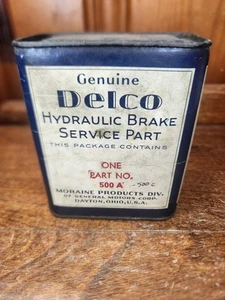 Genuine
Delco
HYDRAULIC BRAKE
SERVICE PART
THIS PACKAGE CONTAINS
ONE
PART NO.
500 A - 500 C
MORAINE PRODUCTS DIV.
OF GENERAL MOTORS CORP.
DAYTON, OHIO, U.S.A.